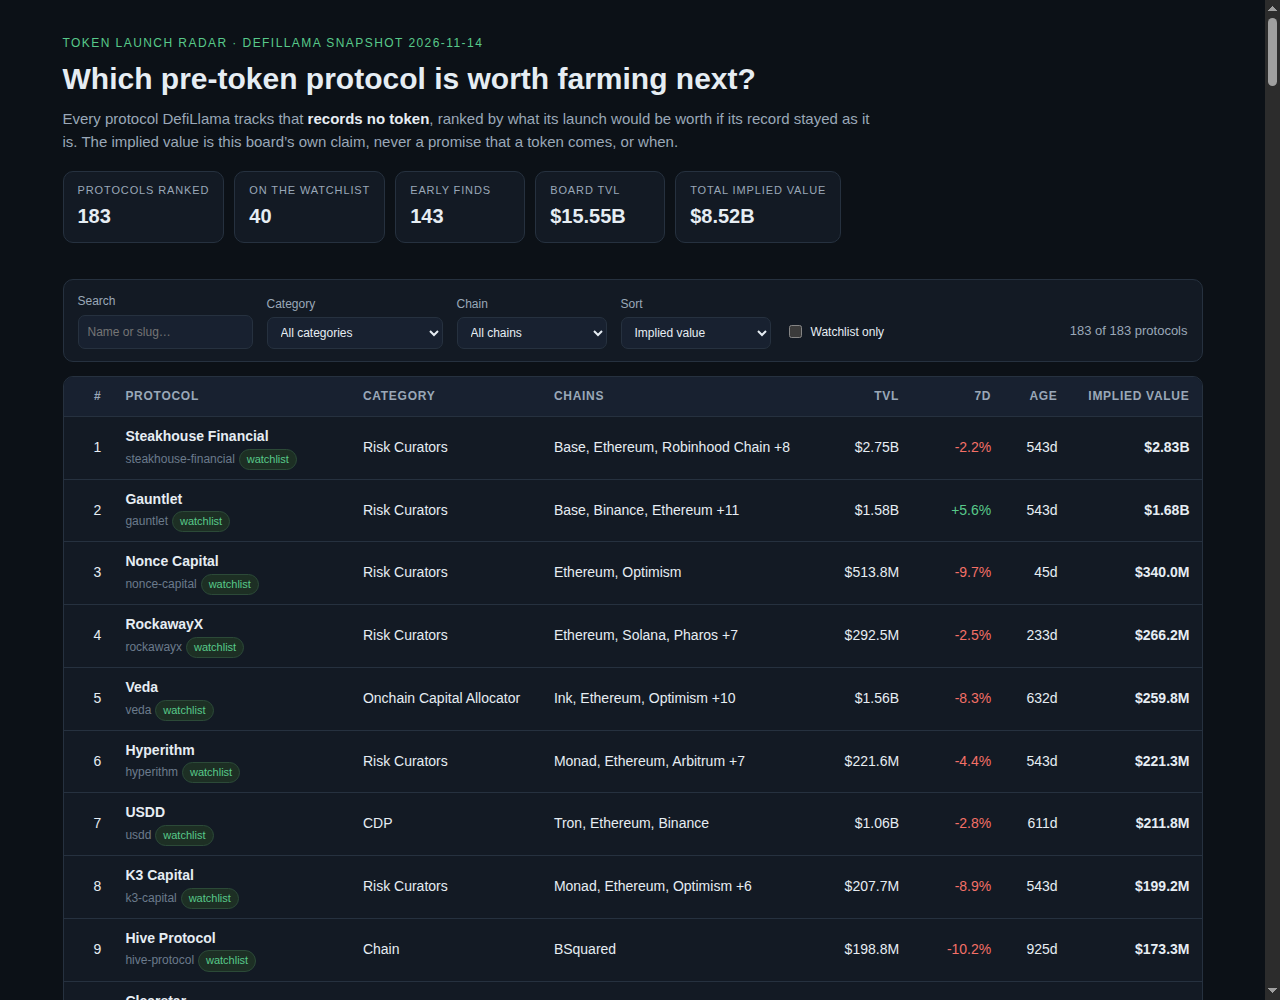 TOKEN LAUNCH RADAR · DEFILLAMA SNAPSHOT 2026-11-14
Which pre-token protocol is worth farming next?
Every protocol DefiLlama tracks that records no token, ranked by what its launch would be worth if its record stayed as it
is. The implied value is this board's own claim, never a promise that a token comes, or when.
PROTOCOLS RANKED ON THE WATCHLIST EARLY FINDS BOARD TVL TOTAL IMPLIED VALUE
183 40 143 $15.55B $8.52B
Search Category Chain Sort
Name or slug… All categories All chains Implied value Watchlist only 183 of 183 protocols
# PROTOCOL CATEGORY CHAINS TVL 7D AGE IMPLIED VALUE
1 Steakhouse Financial Risk Curators Base, Ethereum, Robinhood Chain +8 $2.75B -2.2% 543d $2.83B
steakhouse-financial watchlist
2 Gauntlet Risk Curators Base, Binance, Ethereum +11 $1.58B +5.6% 543d $1.68B
gauntlet watchlist
3 Nonce Capital Risk Curators Ethereum, Optimism $513.8M -9.7% 45d $340.0M
nonce-capital watchlist
4 RockawayX Risk Curators Ethereum, Solana, Pharos +7 $292.5M -2.5% 233d $266.2M
rockawayx watchlist
5 Veda Onchain Capital Allocator Ink, Ethereum, Optimism +10 $1.56B -8.3% 632d $259.8M
veda watchlist
6 Hyperithm Risk Curators Monad, Ethereum, Arbitrum +7 $221.6M -4.4% 543d $221.3M
hyperithm watchlist
7 USDD CDP Tron, Ethereum, Binance $1.06B -2.8% 611d $211.8M
usdd watchlist
8 K3 Capital Risk Curators Monad, Ethereum, Optimism +6 $207.7M -8.9% 543d $199.2M
k3-capital watchlist
9 Hive Protocol Chain BSquared $198.8M -10.2% 925d $173.3M
hive-protocol watchlist